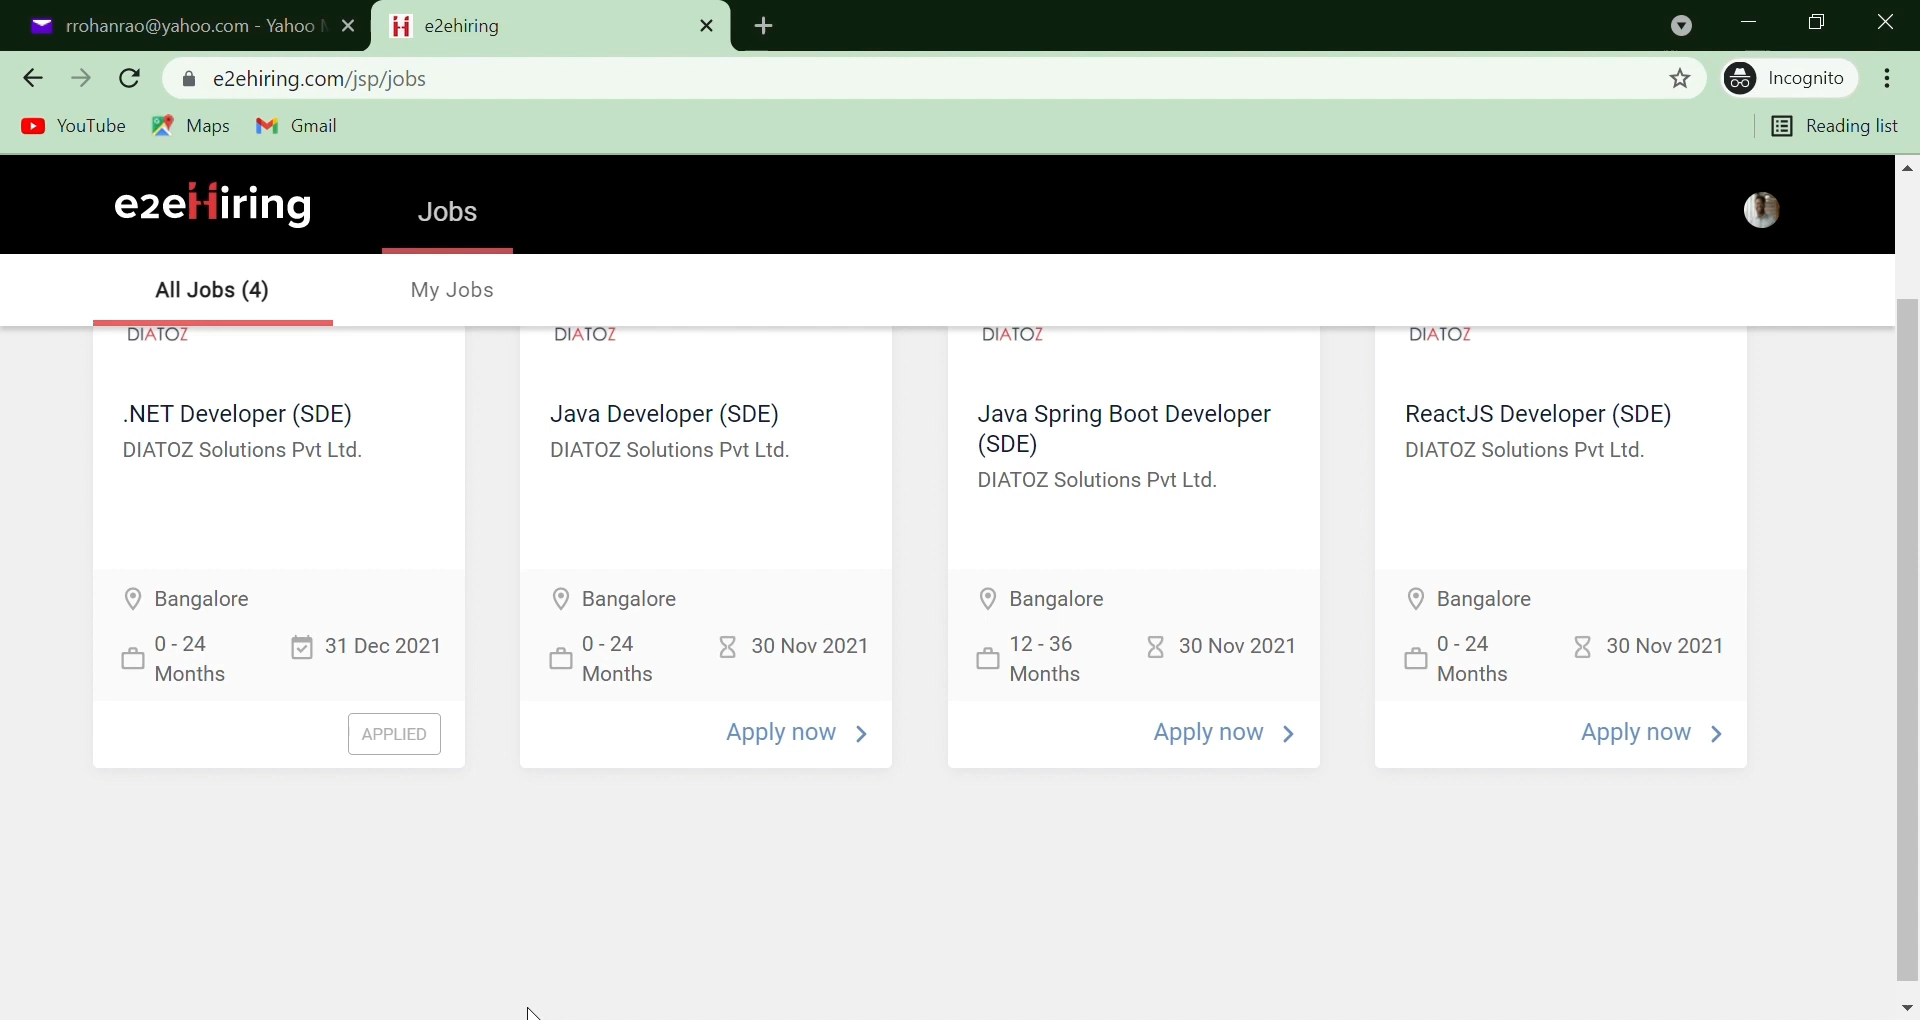 rrohanrao@yahoo.com - Yahoo
e2ehiring
e2ehiring.com/jsp/jobs
Incognito
YouTube Maps Gmail
Reading list
e2eHiring
Jobs
All Jobs (4) My Jobs
DIATOZ
.NET Developer (SDE)
DIATOZ Solutions Pvt Ltd.
Bangalore
0 - 24
Months
31 Dec 2021
APPLIED
DIATOZ
Java Developer (SDE)
DIATOZ Solutions Pvt Ltd.
Bangalore
0 - 24
Months
30 Nov 2021
Apply now
DIATOZ
Java Spring Boot Developer
(SDE)
DIATOZ Solutions Pvt Ltd.
Bangalore
12 - 36
Months
30 Nov 2021
Apply now
DIATOZ
ReactJS Developer (SDE)
DIATOZ Solutions Pvt Ltd.
Bangalore
0 - 24
Months
30 Nov 2021
Apply now